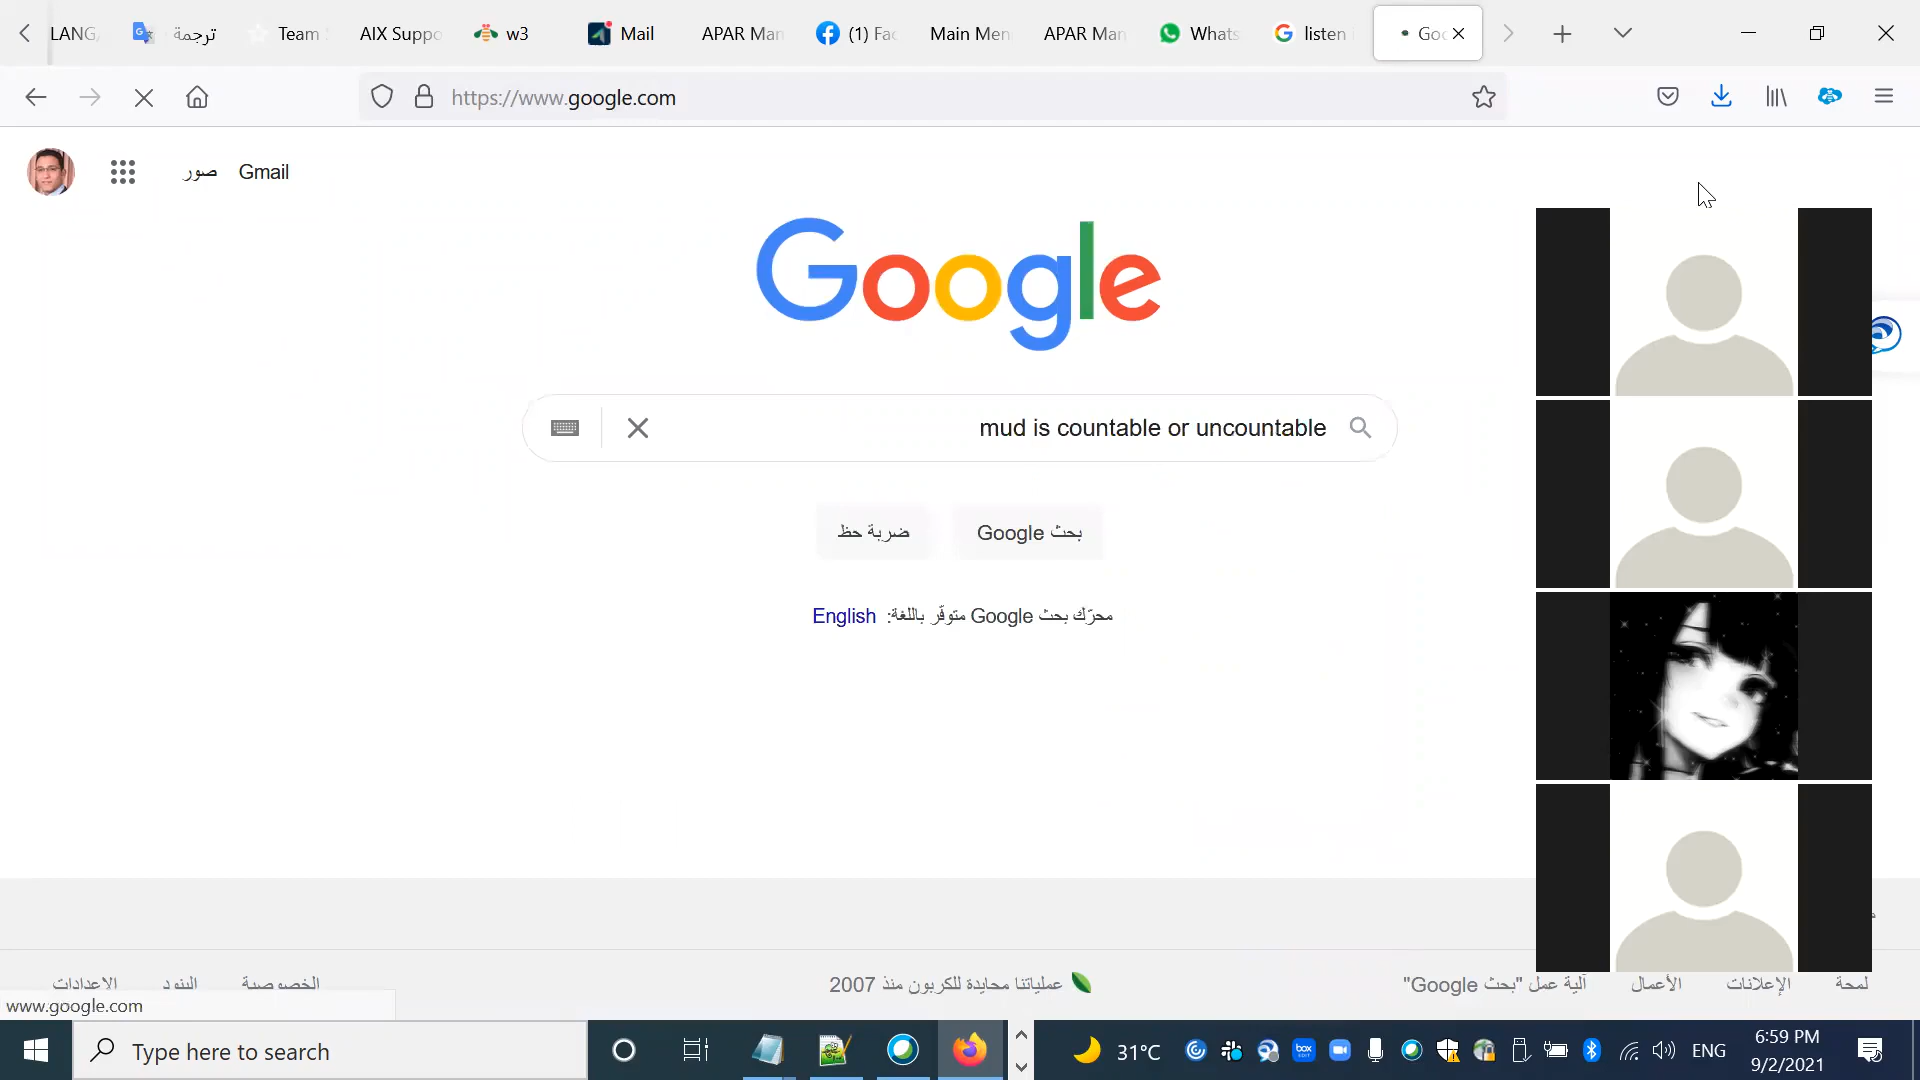 LANG
ترجمة
Team
AIX Suppo
w3
Mail
APAR Man
(1) Fac
Main Men
APAR Man
Whats
listen
Goo
https://www.google.com
صور
Gmail
Google
mud is countable or uncountable
ضربة حظ
بحث Google
محرّك بحث Google متوفّر باللغة: English
لمحة
الإعلانات
الأعمال
آلية عمل "بحث Google"
عملياتنا محايدة للكربون منذ 2007
الخصوصية
البنود
الإعدادات
www.google.com
Type here to search
box
EDIT
31°C
ENG
6:59 PM
9/2/2021